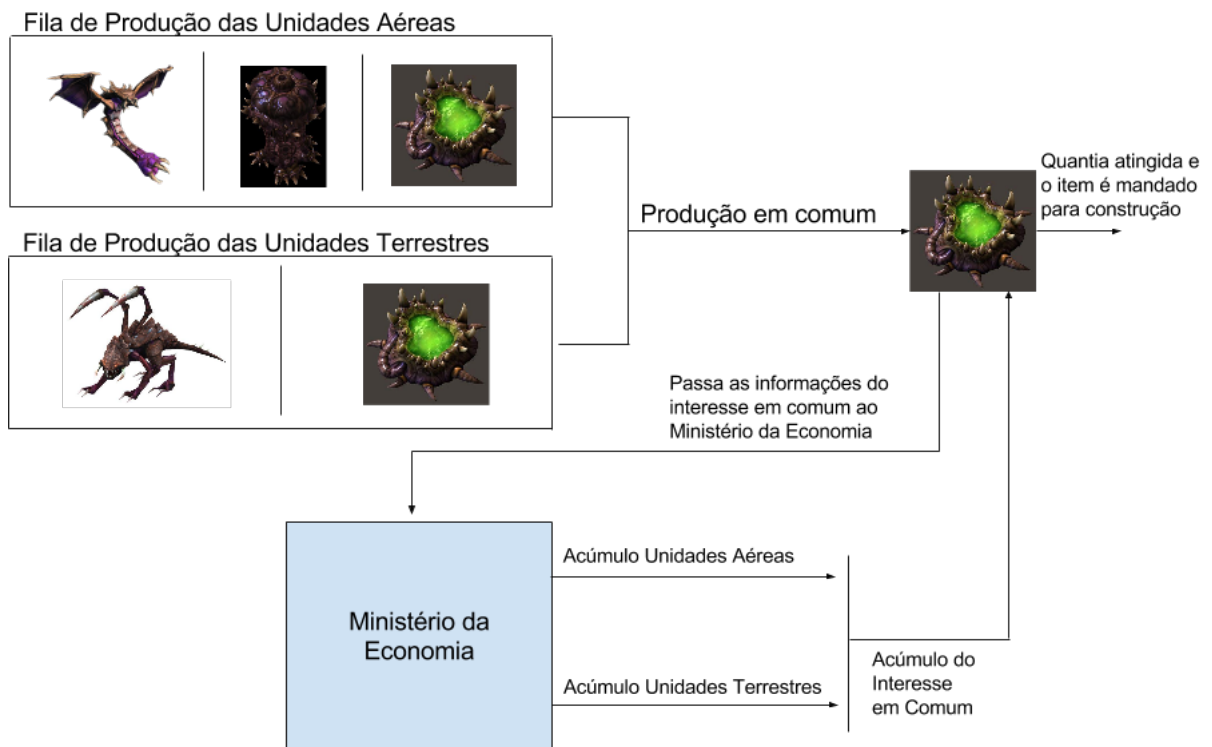 Fila de Produção das Unidades Aéreas
Quantia atingida e
o item é mandado
para construção
Produção em comum
Fila de Produção das Unidades Terrestres
Passa as informações do
interesse em comum ao
Ministério da Economia
Ministério da
Economia
Acúmulo Unidades Aéreas
Acúmulo Unidades Terrestres
Acúmulo do
Interesse
em Comum